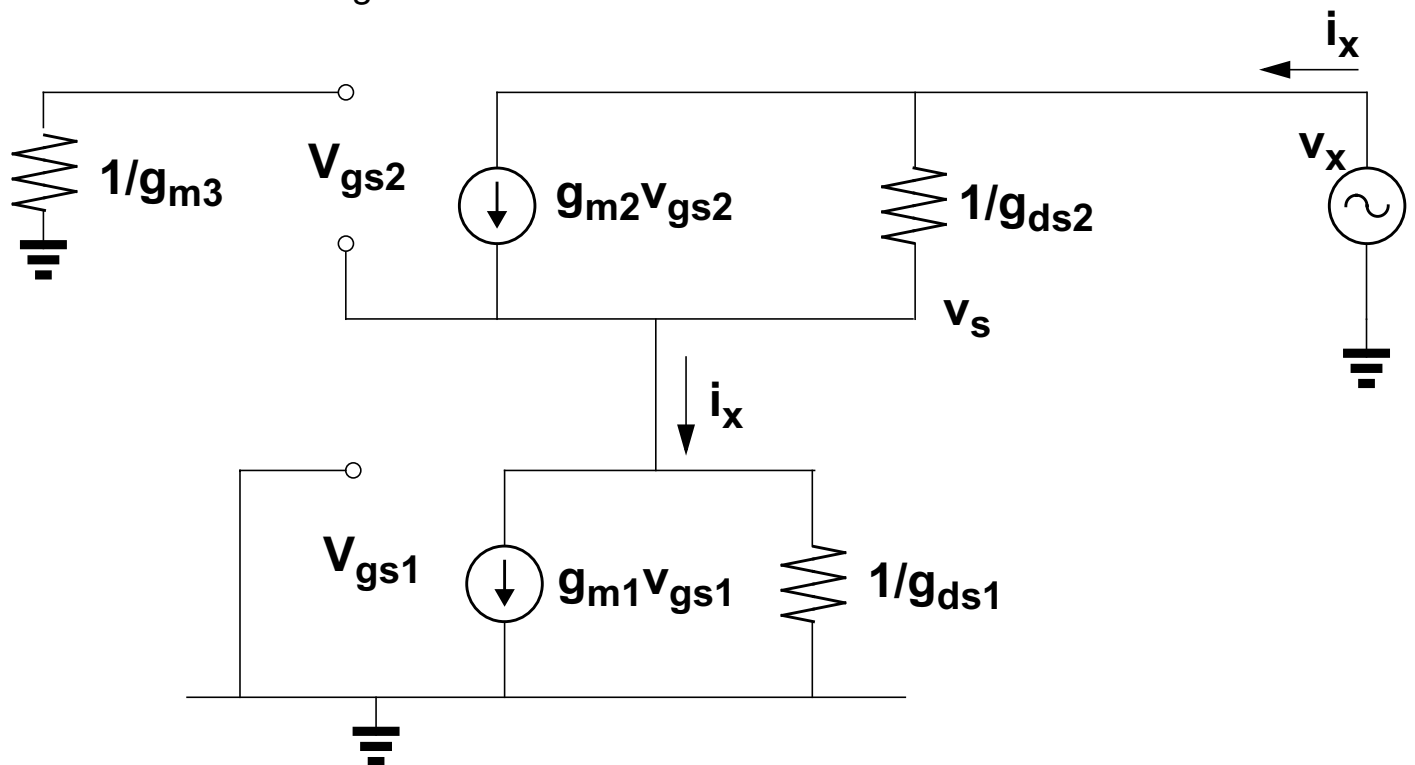 g
i_x
v_x
1/g_m3
V_gs2
g_m2v_gs2
1/g_ds2
v_s
i_x
V_gs1
g_m1v_gs1
1/g_ds1